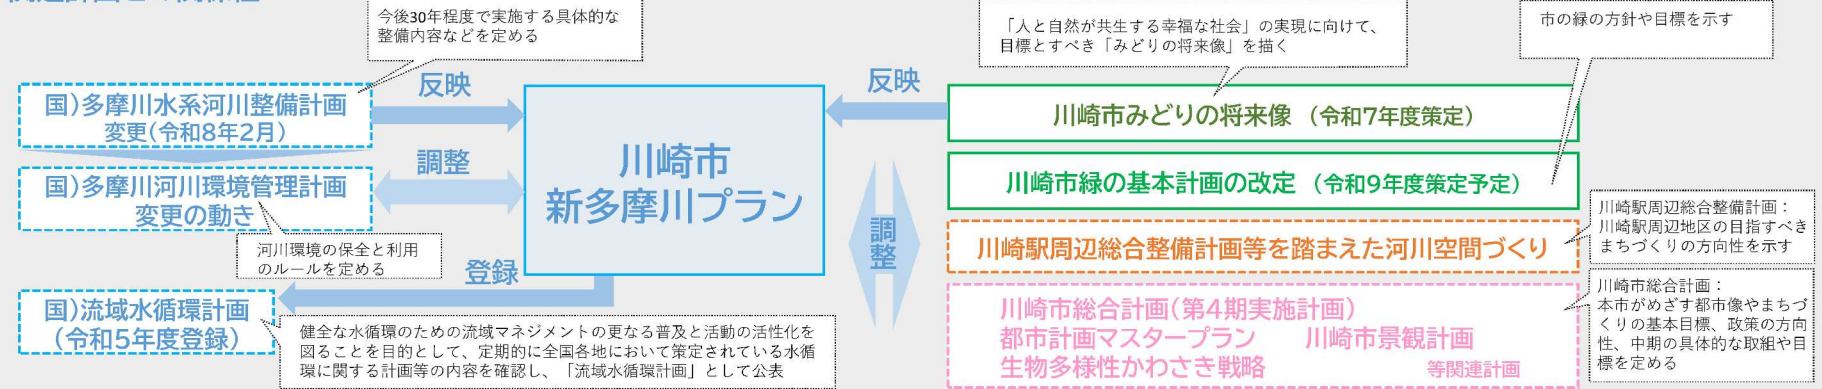 今後30年程度で実施する具体的な
整備内容などを定める
「人と自然が共生する幸福な社会」の実現に向けて、
目標とすべき「みどりの将来像」を描く
市の緑の方針や目標を示す
国)多摩川水系河川整備計画
変更(令和8年2月)
反映
川崎市
新多摩川プラン
反映
川崎市みどりの将来像 (令和7年度策定)
国)多摩川河川環境管理計画
変更の動き
調整
川崎市緑の基本計画の改定 (令和9年度策定予定)
河川環境の保全と利用
のルールを定める
調整
川崎駅周辺総合整備計画等を踏まえた河川空間づくり
川崎駅周辺総合整備計画：
川崎駅周辺地区の目指すべき
まちづくりの方向性を示す
登録
国)流域水循環計画
(令和5年度登録)
健全な水循環のための流域マネジメントの更なる普及と活動の活性化を
図ることを目的として、定期的に全国各地において策定されている水循
環に関する計画等の内容を確認し、「流域水循環計画」として公表
川崎市総合計画(第4期実施計画)
都市計画マスタープラン 川崎市景観計画
生物多様性かわさき戦略 等関連計画
川崎市総合計画：
本市がめざす都市像やまちづ
くりの基本目標、政策の方向
性、中期の具体的な取組や目
標を定める